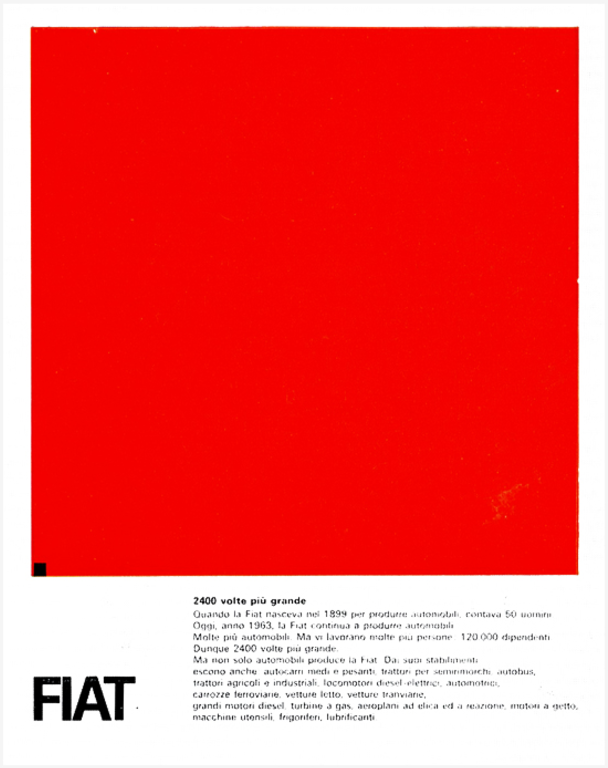 2400 volte più grande
Quando la Fiat nasceva nel 1899 per produrre automobili, contava 50 uomini
Oggi, anno 1963, la Fiat continua a produrre automobili
Molte più automobili. Ma vi lavorano molte più persone: 120 000 dipendenti
Dunque 2400 volte più grande.
Ma non solo automobili produce la Fiat. Dai suoi stabilimenti
escono anche: autocarri medi e pesanti, trattori per semirimorchi, autobus,
trattori agricoli e industriali, locomotori diesel-elettrici, automotrici,
carrozze ferroviarie, vetture letto, vetture tranviarie,
grandi motori diesel, turbine a gas, aeroplani ad elica ed a reazione, motori a getto,
macchine utensili, frigoriferi, lubrificanti
FIAT